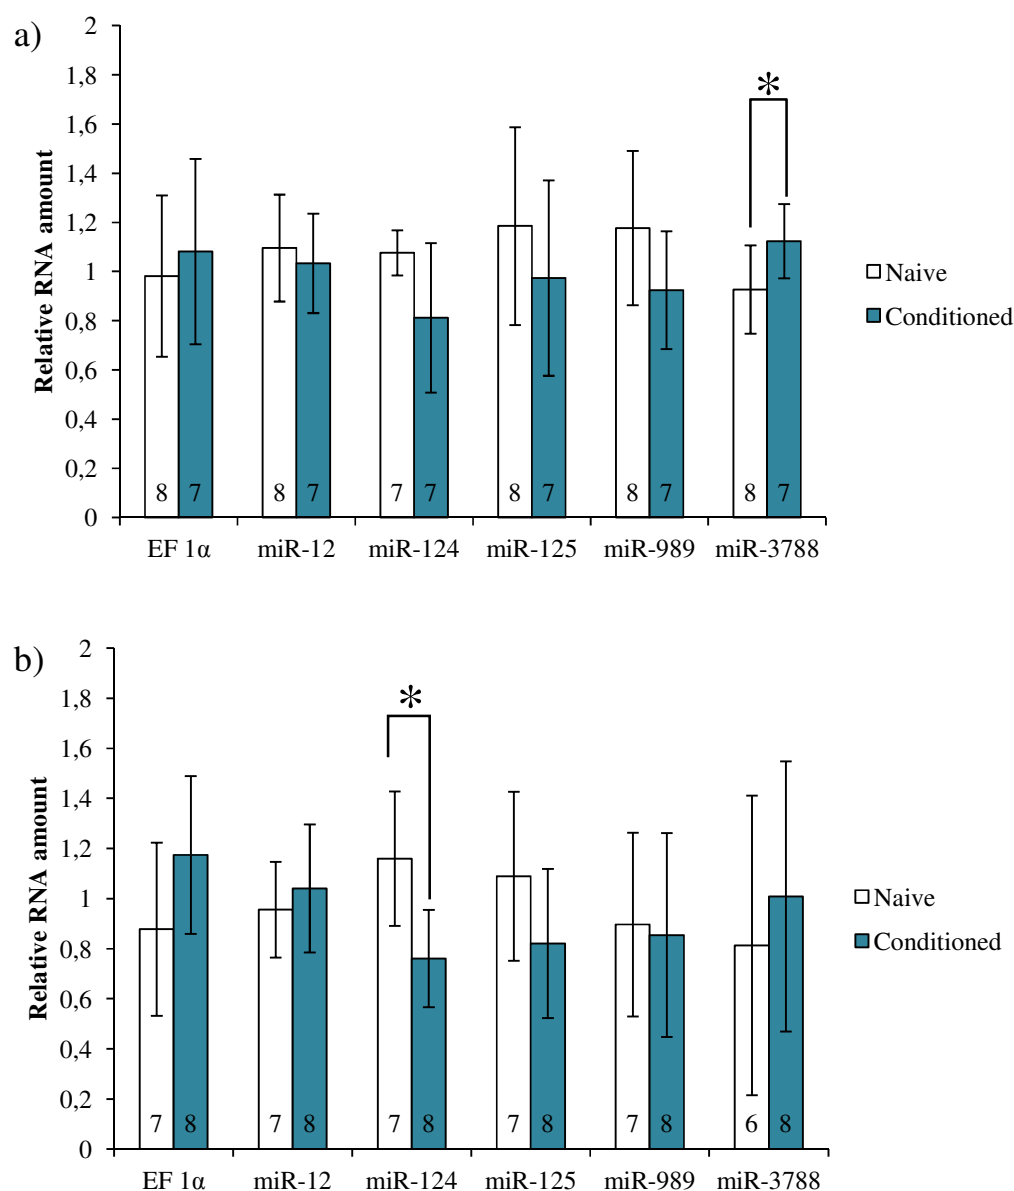 a)
Relative RNA amount
2
1,8
1,6
1,4
1,2
1
0,8
0,6
0,4
0,2
0
*
8 7 8 7 7 7 8 7 8 7 8 7
EF 1α miR-12 miR-124 miR-125 miR-989 miR-3788
Naive
Conditioned
b)
Relative RNA amount
2
1,8
1,6
1,4
1,2
1
0,8
0,6
0,4
0,2
0
*
7 8 7 8 7 8 7 8 7 8 6 8
EF 1α miR-12 miR-124 miR-125 miR-989 miR-3788
Naive
Conditioned